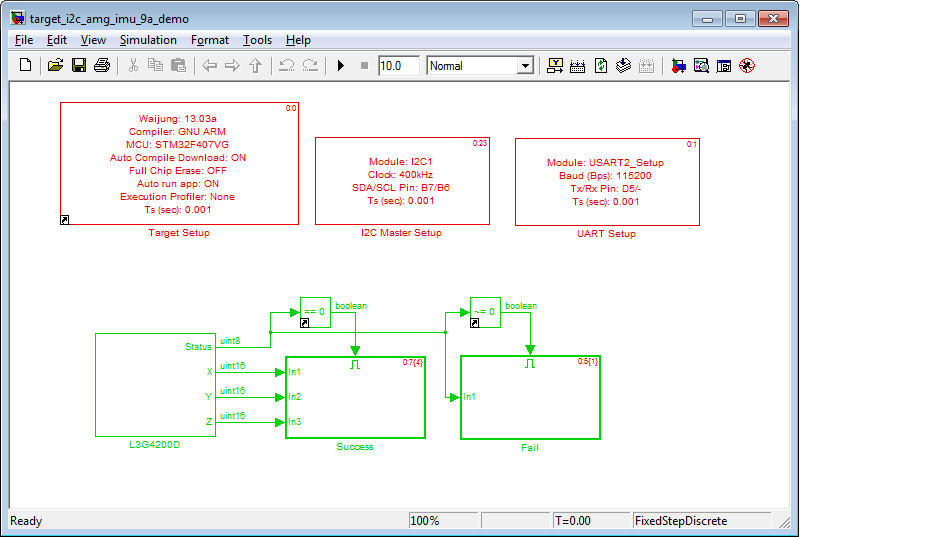 target_i2c_amg_imu_9a_demo
File Edit View Simulation Format Tools Help
10.0 Normal
0:0
Waijung: 13.03a
Compiler: GNU ARM
MCU: STM32F407VG
Auto Compile Download: ON
Full Chip Erase: OFF
Auto run app: ON
Execution Profiler: None
Ts (sec): 0.001
Target Setup
0:23
Module: I2C1
Clock: 400kHz
SDA/SCL Pin: B7/B6
Ts (sec): 0.001
I2C Master Setup
0:1
Module: USART2_Setup
Baud (Bps): 115200
Tx/Rx Pin: D5/-
Ts (sec): 0.001
UART Setup
== 0
boolean
~= 0
boolean
Status
uint8
X
uint16
Y
uint16
Z
uint16
L3G4200D
0:7{4}
In1
In2
In3
Success
0:5{1}
In1
Fail
Ready 100% T=0.00 FixedStepDiscrete